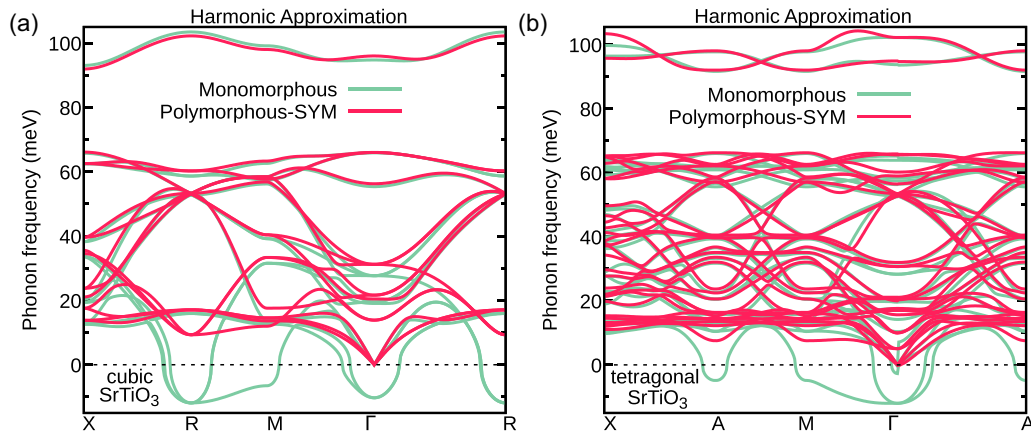 (a)
Harmonic Approximation
Phonon frequency (meV)
100
80
60
40
20
0
Monomorphous
Polymorphous-SYM
cubic
SrTiO3
X R M Γ R
(b)
Harmonic Approximation
Phonon frequency (meV)
100
80
60
40
20
0
Monomorphous
Polymorphous-SYM
tetragonal
SrTiO3
X A M Γ A